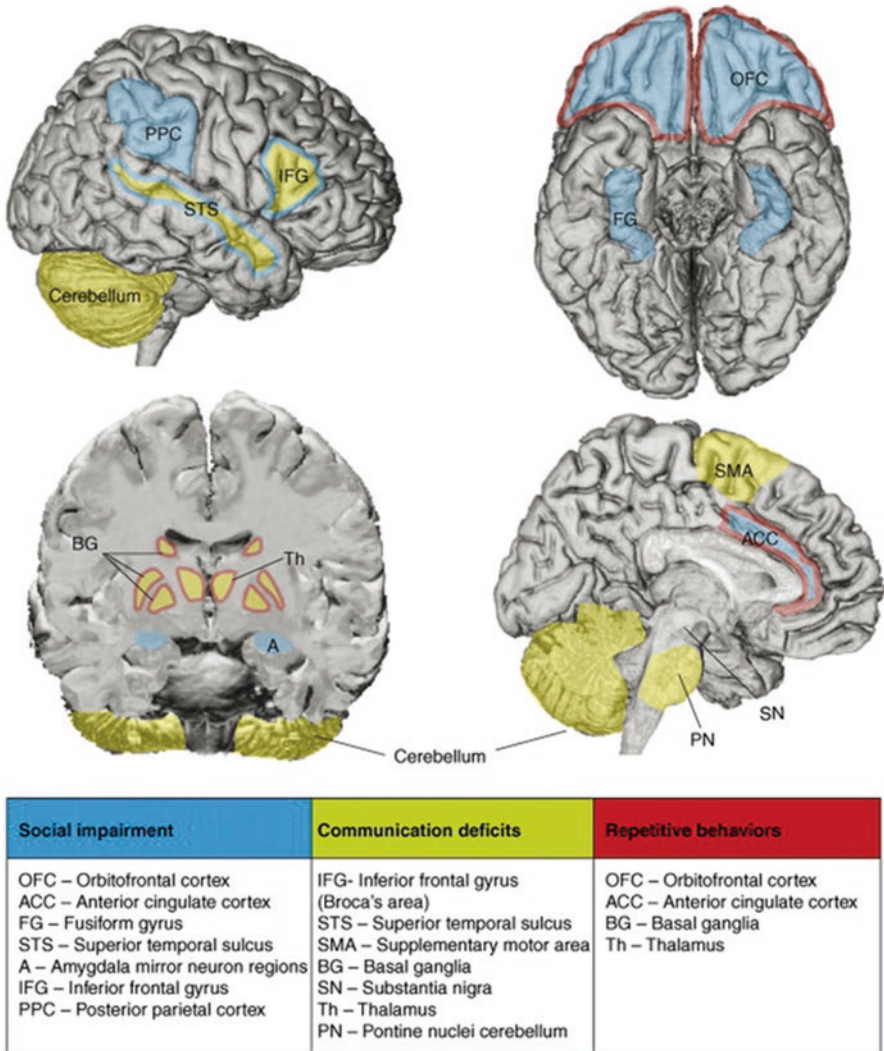 PPC
IFG
STS
Cerebellum
OFC
FG
BG
Th
A
SMA
ACC
SN
PN
Cerebellum
Social impairment
OFC – Orbitofrontal cortex
ACC – Anterior cingulate cortex
FG – Fusiform gyrus
STS – Superior temporal sulcus
A – Amygdala mirror neuron regions
IFG – Inferior frontal gyrus
PPC – Posterior parietal cortex
Communication deficits
IFG- Inferior frontal gyrus
(Broca's area)
STS – Superior temporal sulcus
SMA – Supplementary motor area
BG – Basal ganglia
SN – Substantia nigra
Th – Thalamus
PN – Pontine nuclei cerebellum
Repetitive behaviors
OFC – Orbitofrontal cortex
ACC – Anterior cingulate cortex
BG – Basal ganglia
Th – Thalamus